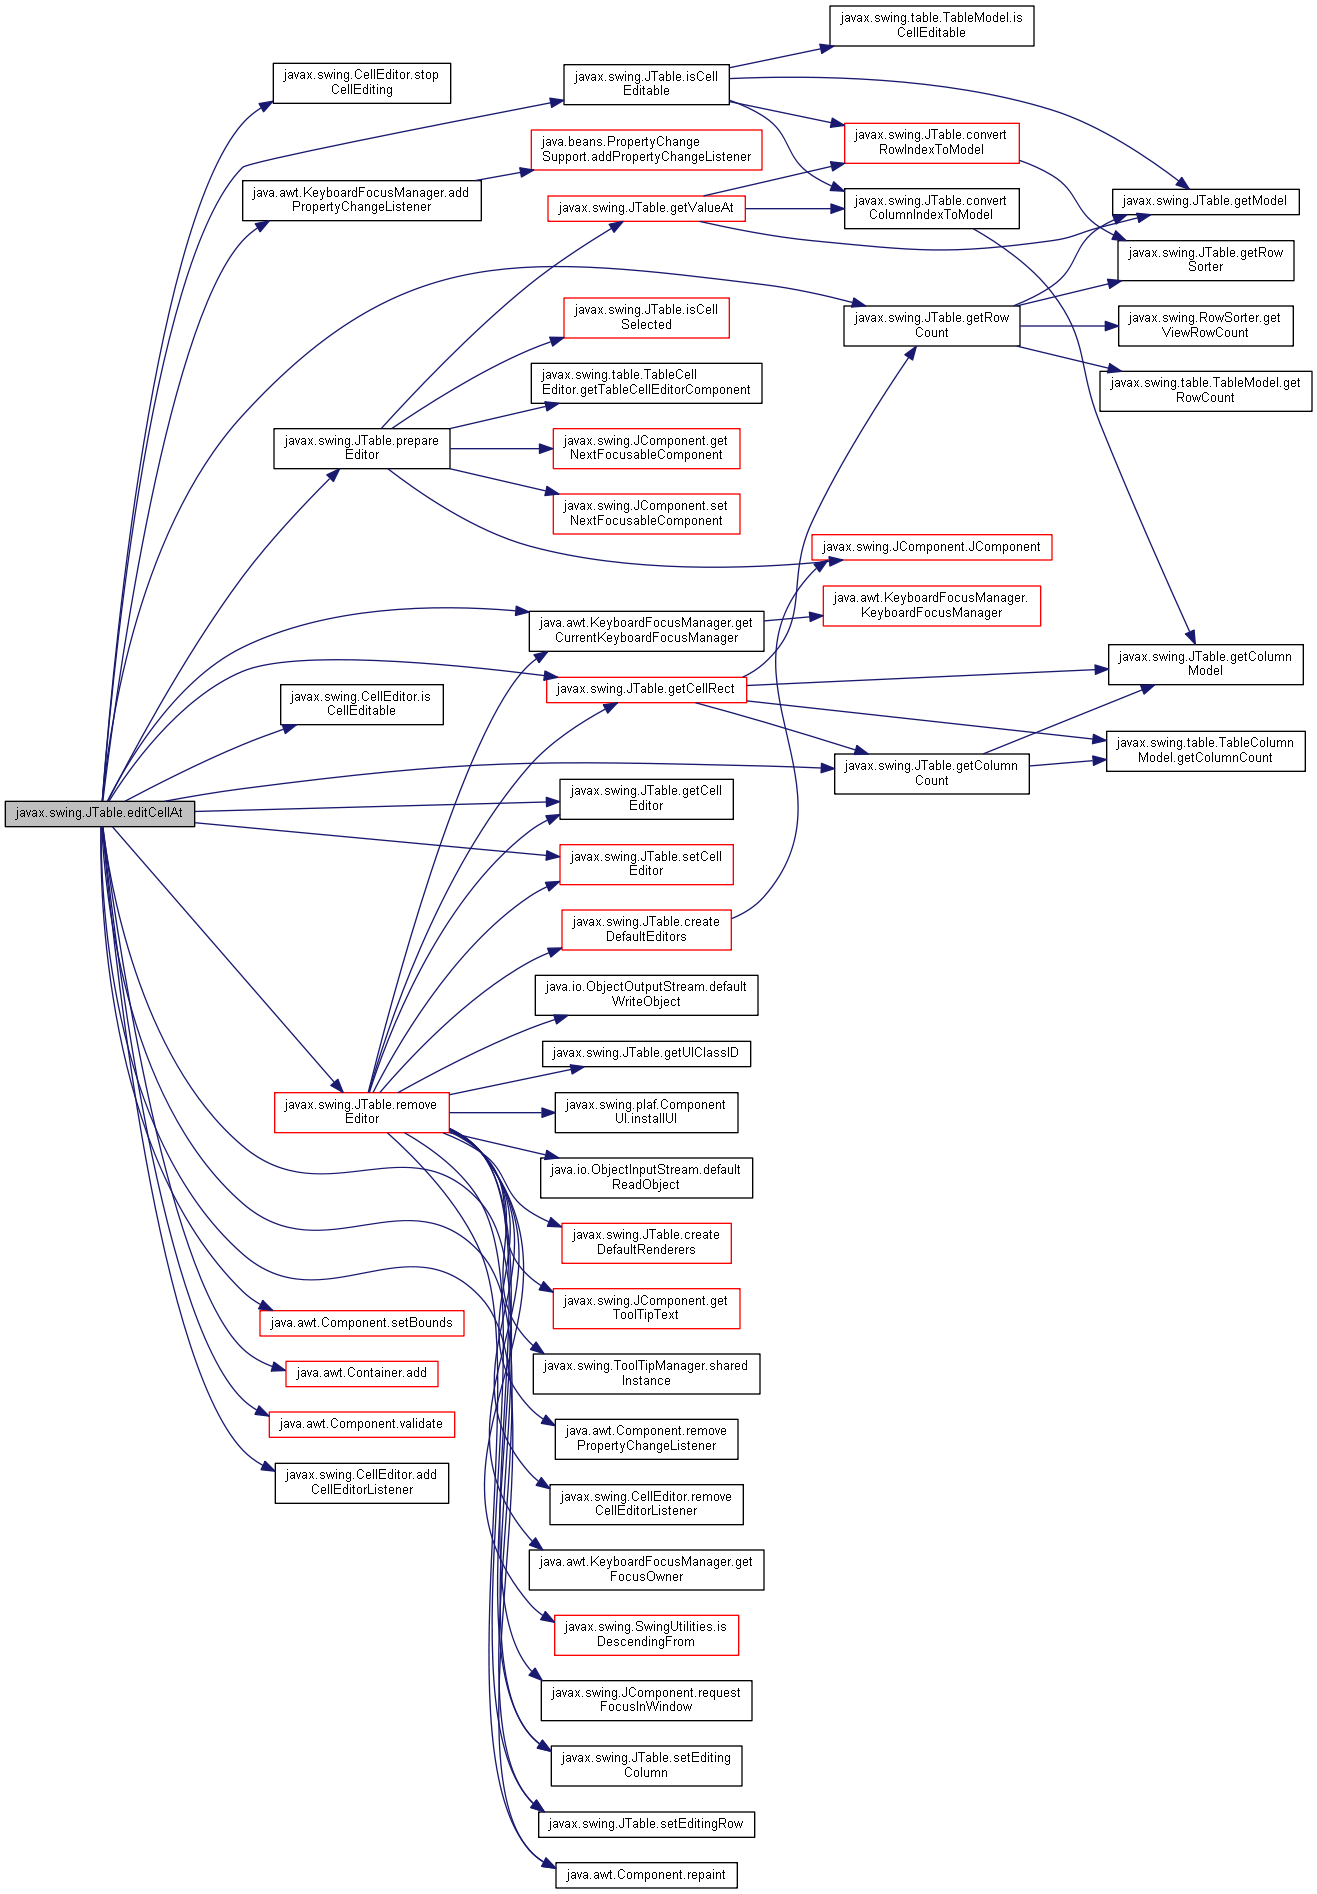 javax.swing.JTable.editCellAt
javax.swing.CellEditor.stop
CellEditing
java.awt.KeyboardFocusManager.add
PropertyChangeListener
javax.swing.JTable.prepare
Editor
javax.swing.CellEditor.is
CellEditable
javax.swing.JTable.remove
Editor
java.awt.Component.setBounds
java.awt.Container.add
java.awt.Component.validate
javax.swing.CellEditor.add
CellEditorListener
javax.swing.JTable.isCell
Editable
java.beans.PropertyChange
Support.addPropertyChangeListener
javax.swing.JTable.getValueAt
javax.swing.JTable.isCell
Selected
javax.swing.table.TableCell
Editor.getTableCellEditorComponent
javax.swing.JComponent.get
NextFocusableComponent
javax.swing.JComponent.set
NextFocusableComponent
java.awt.KeyboardFocusManager.get
CurrentKeyboardFocusManager
javax.swing.JTable.getCellRect
javax.swing.JTable.getCell
Editor
javax.swing.JTable.setCell
Editor
javax.swing.JTable.create
DefaultEditors
java.io.ObjectOutputStream.default
WriteObject
javax.swing.JTable.getUIClassID
javax.swing.plaf.Component
UI.installUI
java.io.ObjectInputStream.default
ReadObject
javax.swing.JTable.create
DefaultRenderers
javax.swing.JComponent.get
ToolTipText
javax.swing.ToolTipManager.shared
Instance
java.awt.Component.remove
PropertyChangeListener
javax.swing.CellEditor.remove
CellEditorListener
java.awt.KeyboardFocusManager.get
FocusOwner
javax.swing.SwingUtilities.is
DescendingFrom
javax.swing.JComponent.request
FocusInWindow
javax.swing.JTable.setEditing
Column
javax.swing.JTable.setEditingRow
java.awt.Component.repaint
javax.swing.table.TableModel.is
CellEditable
javax.swing.JTable.convert
RowIndexToModel
javax.swing.JTable.convert
ColumnIndexToModel
javax.swing.JTable.getRow
Count
javax.swing.JComponent.JComponent
java.awt.KeyboardFocusManager.
KeyboardFocusManager
javax.swing.JTable.getColumn
Count
javax.swing.JTable.getModel
javax.swing.JTable.getRow
Sorter
javax.swing.RowSorter.get
ViewRowCount
javax.swing.table.TableModel.get
RowCount
javax.swing.JTable.getColumn
Model
javax.swing.table.TableColumn
Model.getColumnCount